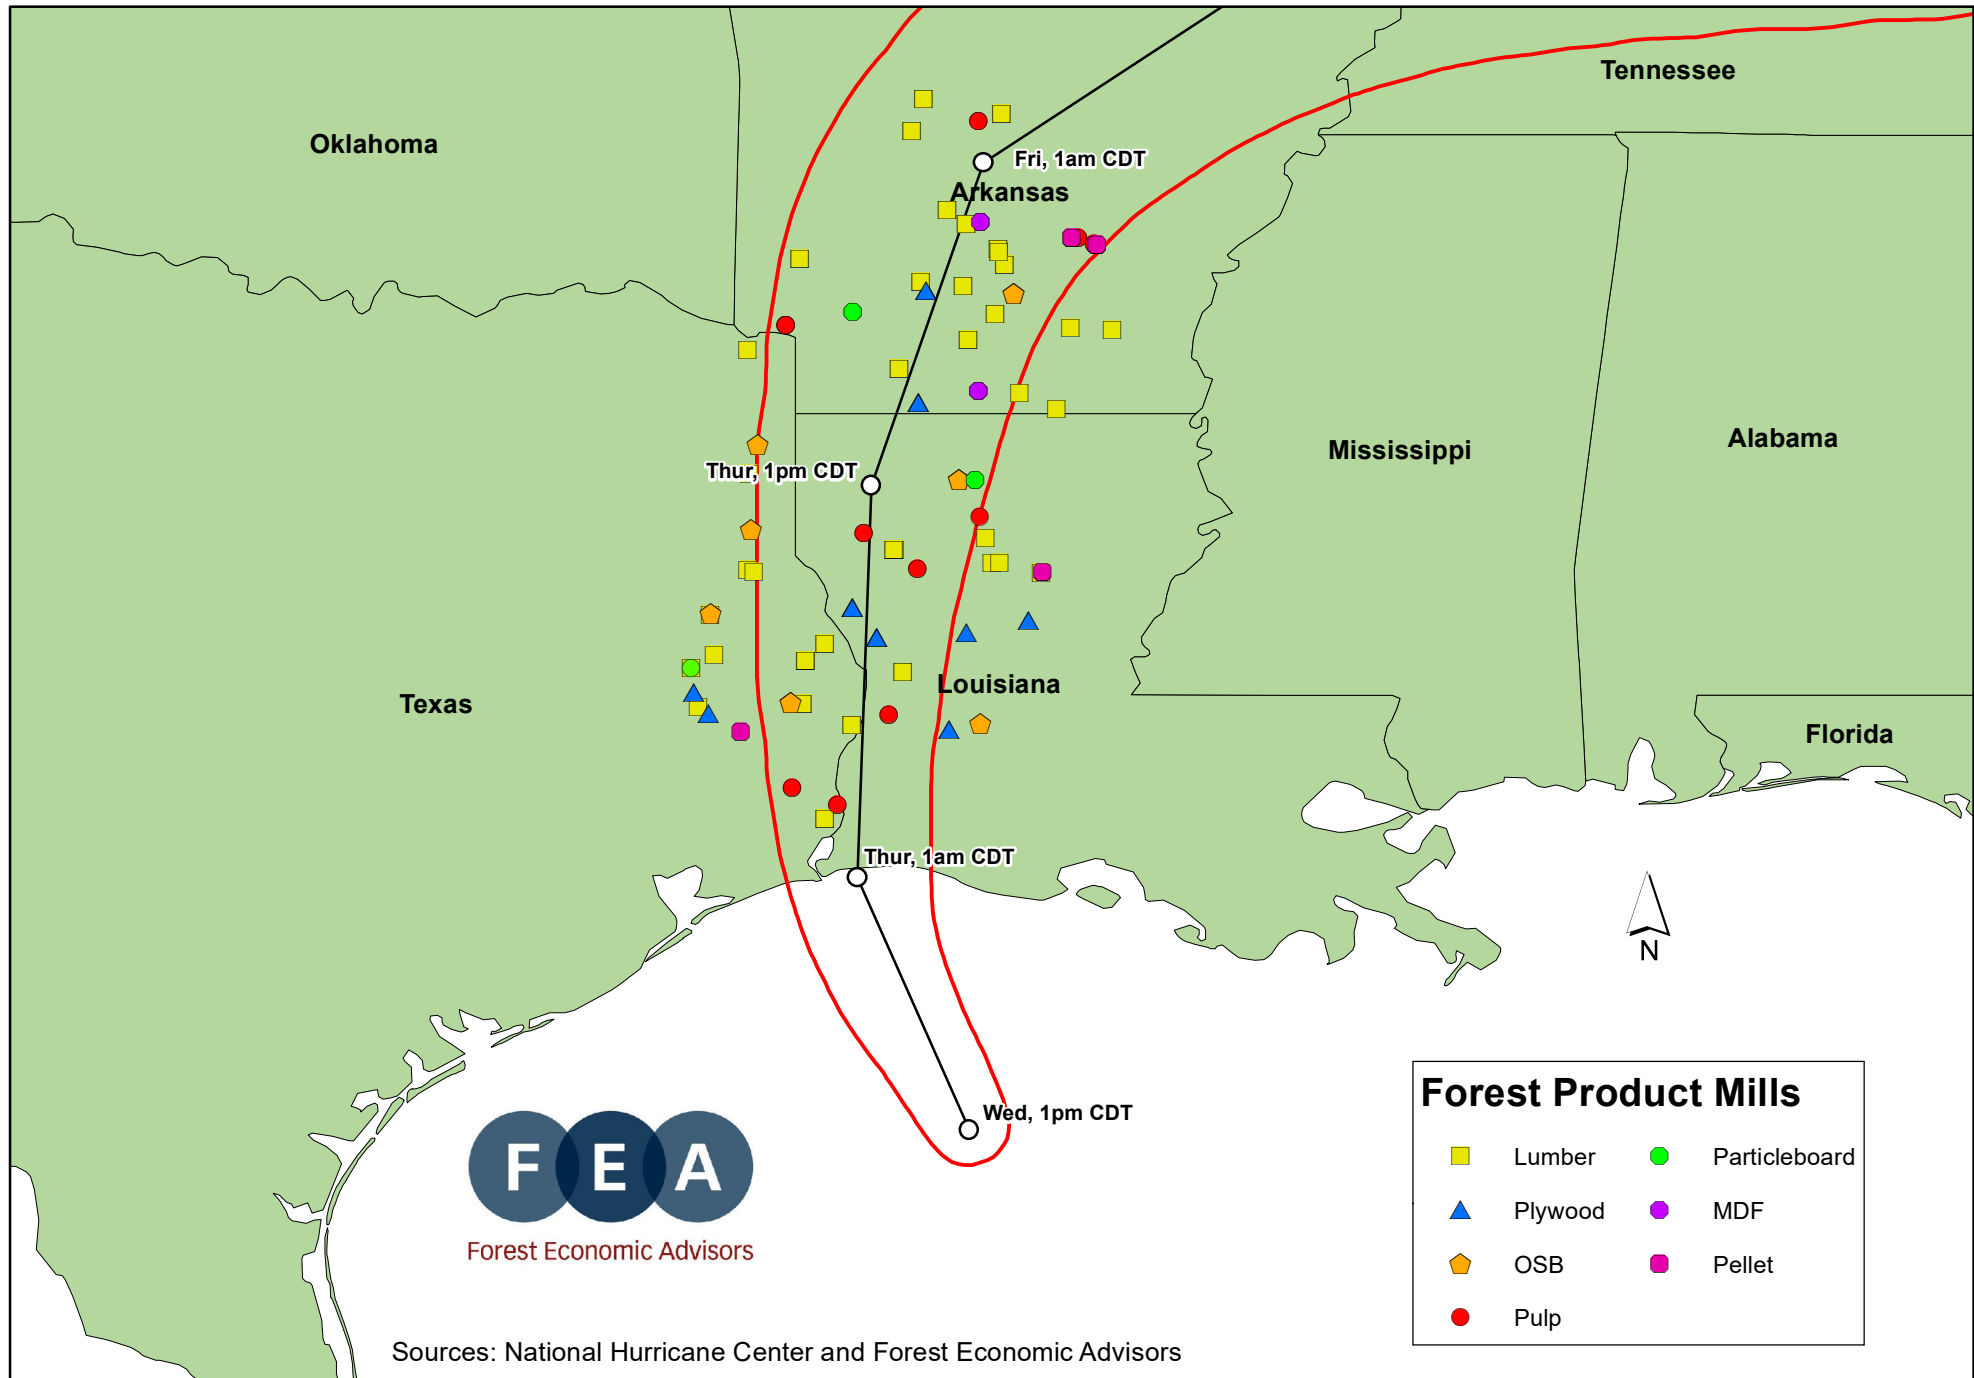 Tennessee
Oklahoma
Fri, 1am CDT
Arkansas
Mississippi
Alabama
Thur, 1pm CDT
Louisiana
Texas
Florida
Thur, 1am CDT
N
Wed, 1pm CDT
Forest Product Mills
Lumber
Particleboard
Plywood
MDF
OSB
Pellet
Pulp
F E A
Forest Economic Advisors
Sources: National Hurricane Center and Forest Economic Advisors